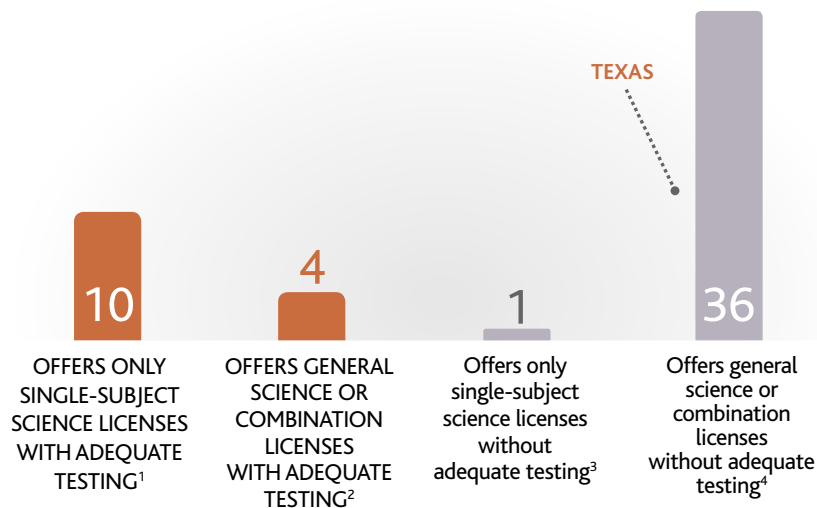 TEXAS
10
4
1
36
OFFERS ONLY
SINGLE-SUBJECT
SCIENCE LICENSES
WITH ADEQUATE
TESTING¹
OFFERS GENERAL
SCIENCE OR
COMBINATION
LICENSES
WITH ADEQUATE
TESTING²
Offers only
single-subject
science licenses
without
adequate testing³
Offers general
science or
combination
licenses
without adequate
testing⁴